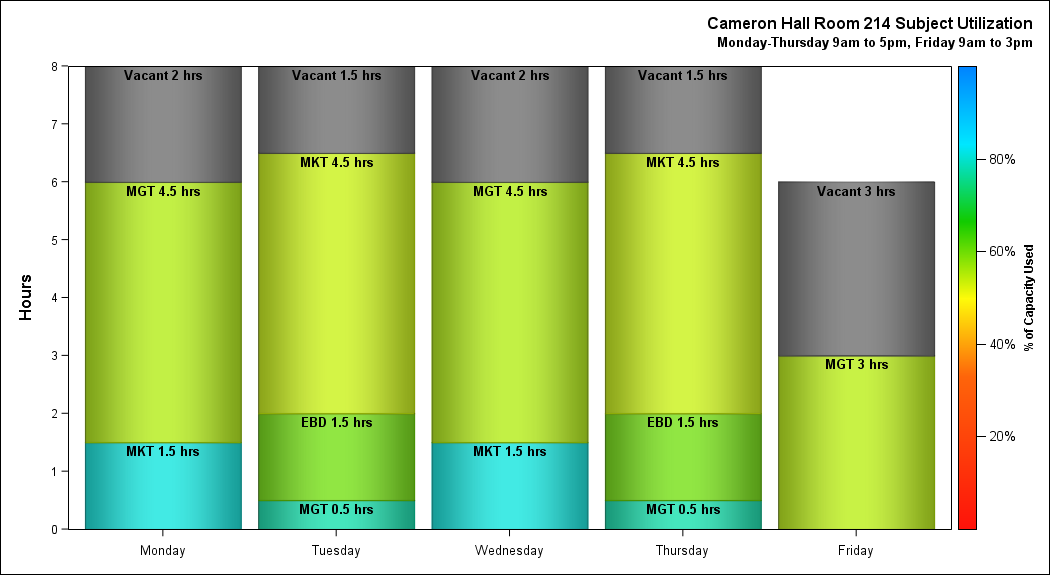 Cameron Hall Room 214 Subject Utilization
Monday-Thursday 9am to 5pm, Friday 9am to 3pm
Hours
8
7
6
5
4
3
2
1
0
Vacant 2 hrs
MGT 4.5 hrs
MKT 1.5 hrs
Vacant 1.5 hrs
MKT 4.5 hrs
EBD 1.5 hrs
MGT 0.5 hrs
Vacant 2 hrs
MGT 4.5 hrs
MKT 1.5 hrs
Vacant 1.5 hrs
MKT 4.5 hrs
EBD 1.5 hrs
MGT 0.5 hrs
Vacant 3 hrs
MGT 3 hrs
Monday
Tuesday
Wednesday
Thursday
Friday
80%
60%
40%
20%
% of Capacity Used